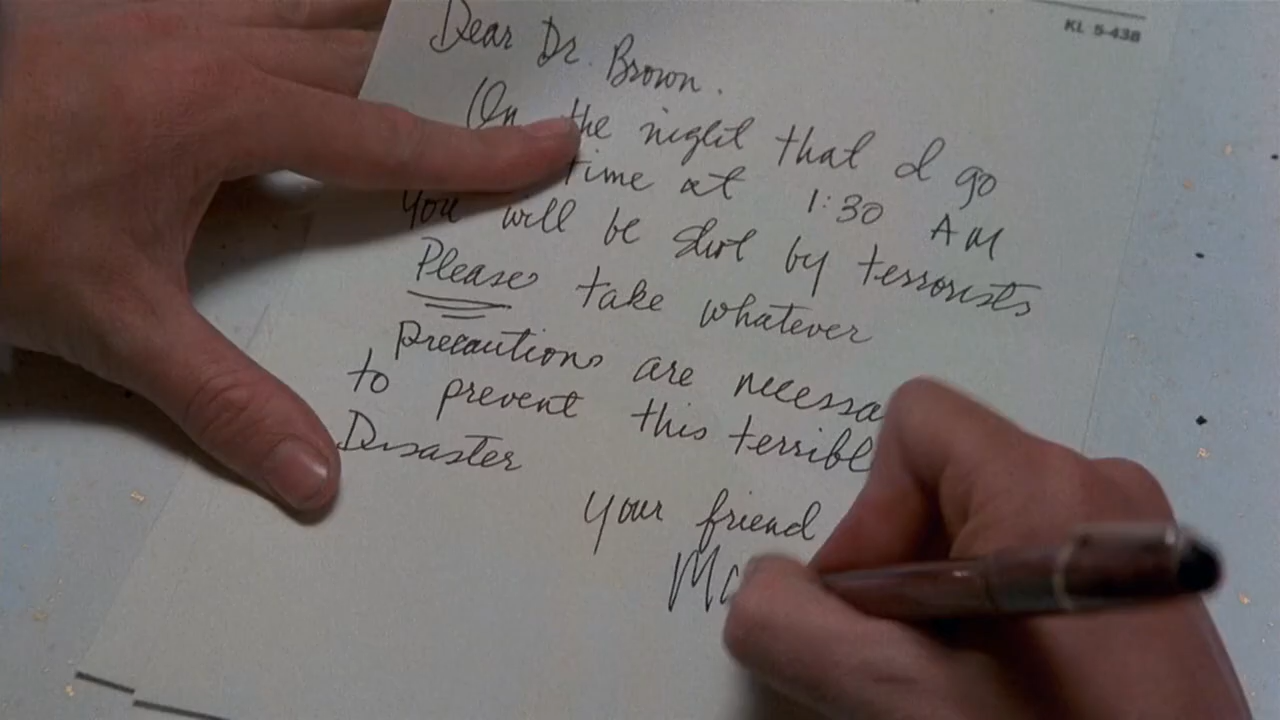 KL 5-438
Dear Dr. Brown.
On the night that I go
time at 1:30 AM
you will be shot by terrorists
Please take whatever
precautions are necessa
to prevent this terribl
Disaster
your friend
Ma